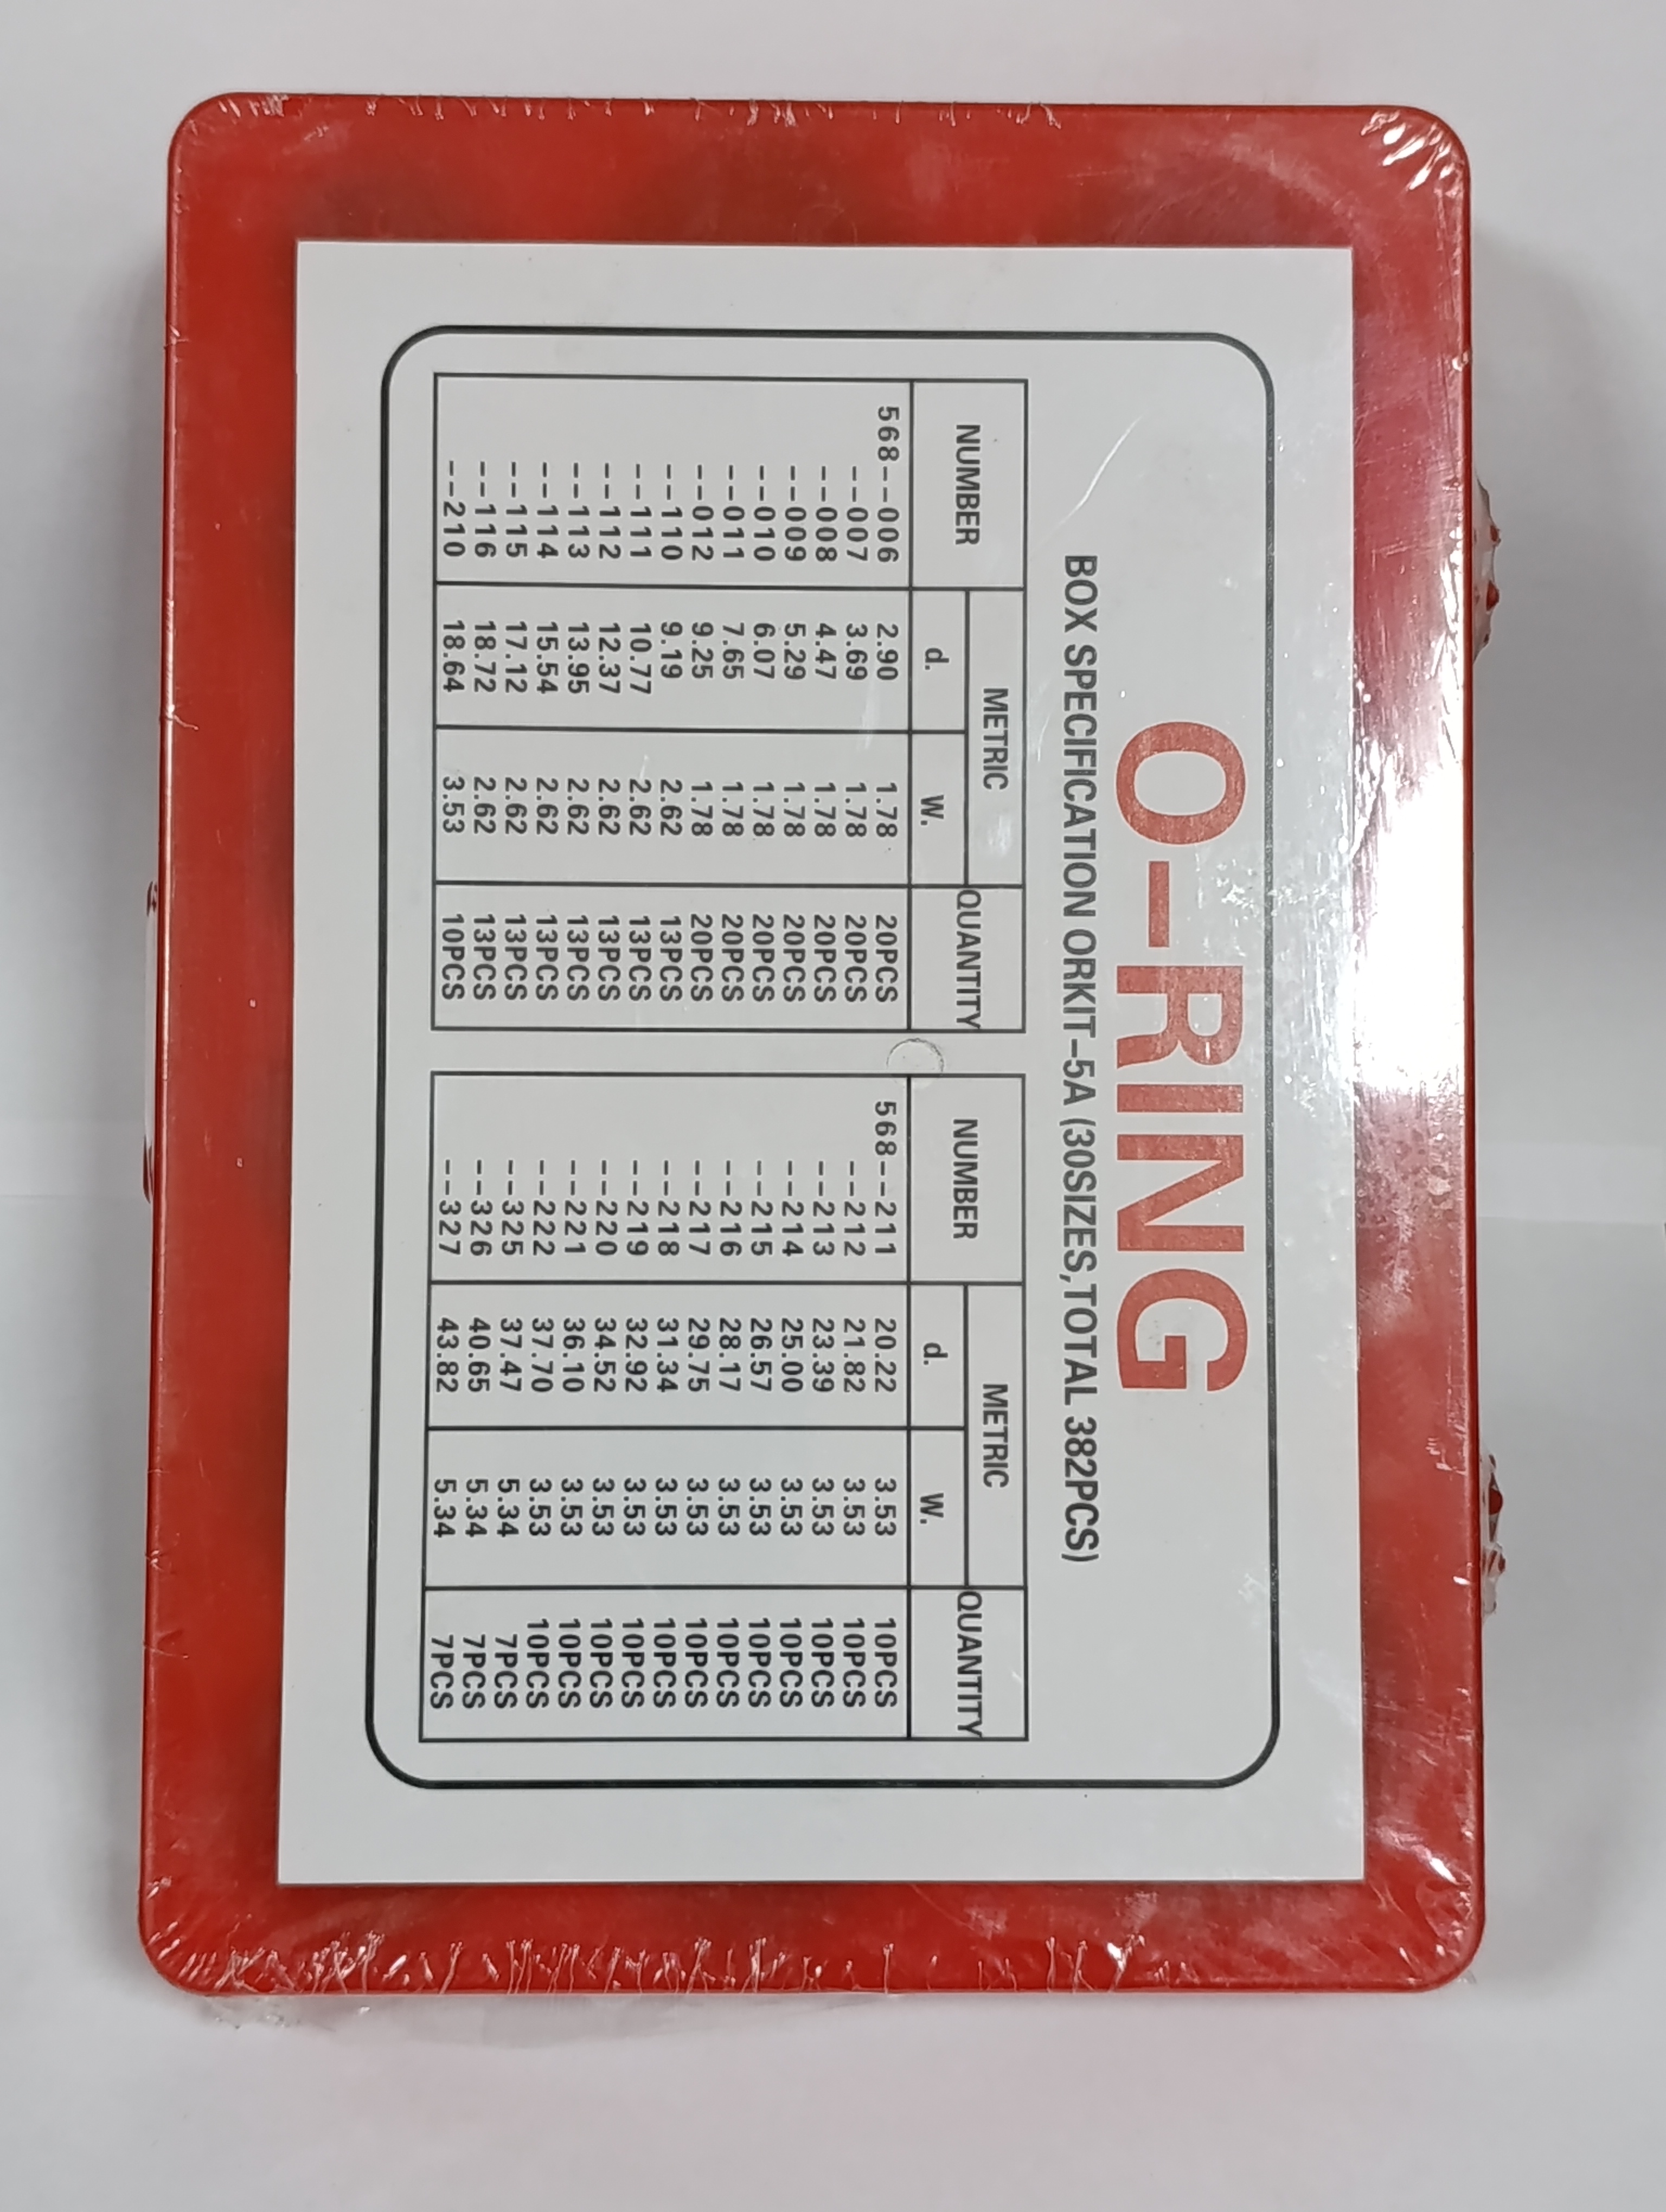 O-RING
BOX SPECIFICATION ORKIT-5A (30SIZES,TOTAL 382PCS)
NUMBER METRIC QUANTITY
d. W.
568--006 2.90 1.78 20PCS
--007 3.69 1.78 20PCS
--008 4.47 1.78 20PCS
--009 5.29 1.78 20PCS
--010 6.07 1.78 20PCS
--011 7.65 1.78 20PCS
--012 9.25 1.78 20PCS
--110 9.19 2.62 13PCS
--111 10.77 2.62 13PCS
--112 12.37 2.62 13PCS
--113 13.95 2.62 13PCS
--114 15.54 2.62 13PCS
--115 17.12 2.62 13PCS
--116 18.72 2.62 13PCS
--210 18.64 3.53 10PCS
NUMBER METRIC QUANTITY
d. W.
568--211 20.22 3.53 10PCS
--212 21.82 3.53 10PCS
--213 23.39 3.53 10PCS
--214 25.00 3.53 10PCS
--215 26.57 3.53 10PCS
--216 28.17 3.53 10PCS
--217 29.75 3.53 10PCS
--218 31.34 3.53 10PCS
--219 32.92 3.53 10PCS
--220 34.52 3.53 10PCS
--221 36.10 3.53 10PCS
--222 37.70 3.53 10PCS
--325 37.47 5.34 7PCS
--326 40.65 5.34 7PCS
--327 43.82 5.34 7PCS